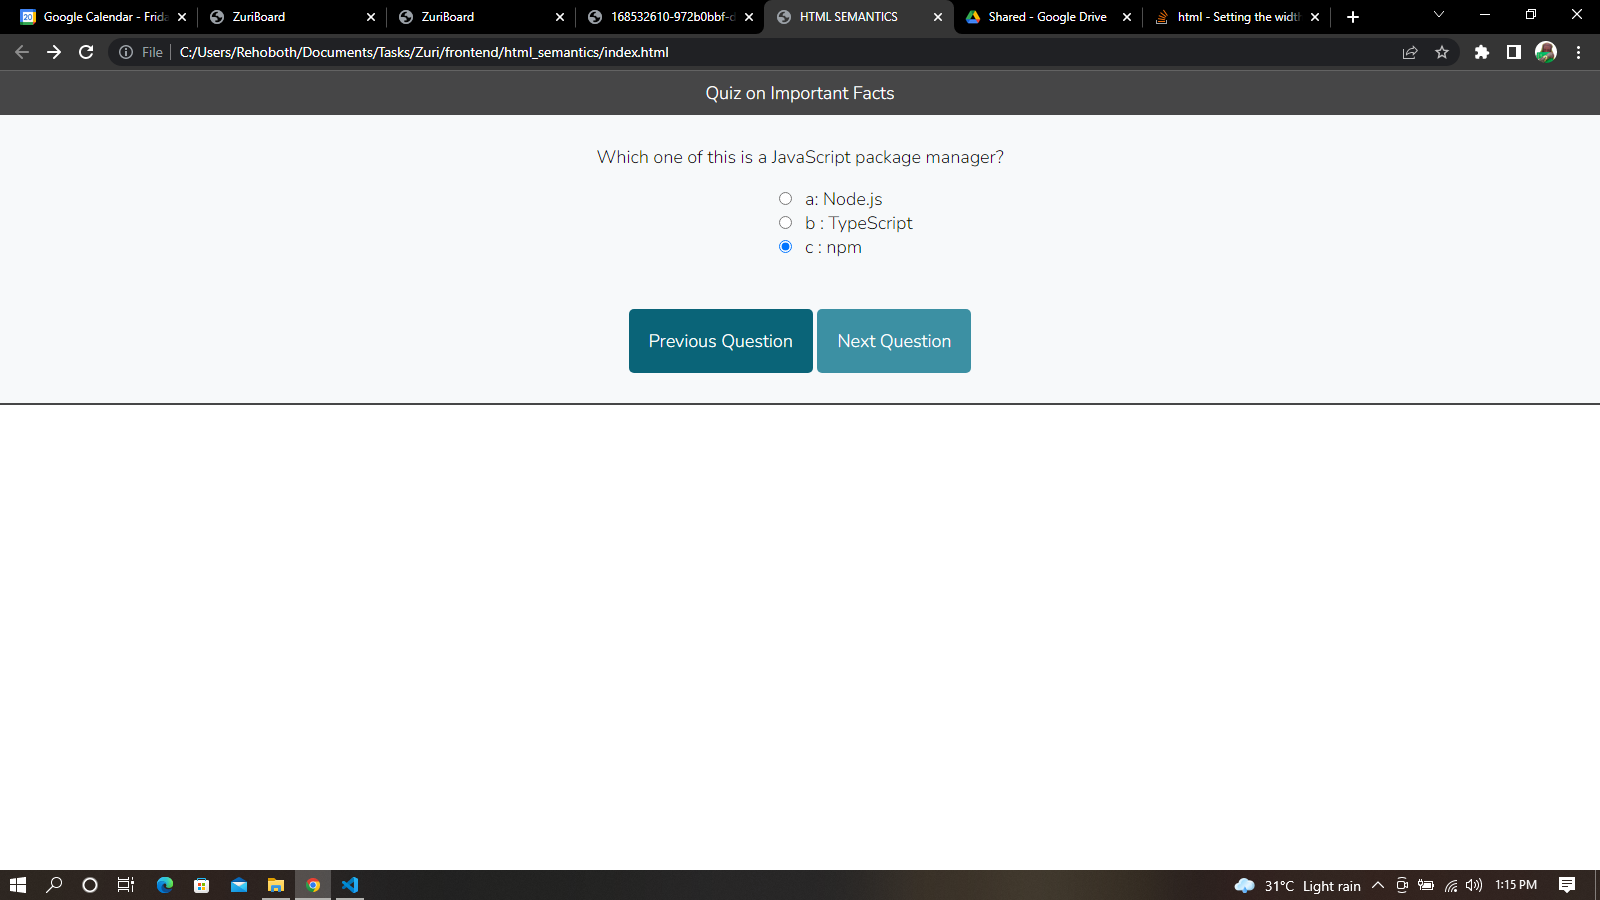 Google Calendar - Frida
ZuriBoard
ZuriBoard
168532610-972b0bbf-d
HTML SEMANTICS
Shared - Google Drive
html - Setting the width
File
C:/Users/Rehoboth/Documents/Tasks/Zuri/frontend/html_semantics/index.html
Quiz on Important Facts
Which one of this is a JavaScript package manager?
a: Node.js
b : TypeScript
c : npm
Previous Question
Next Question
31°C Light rain
1:15 PM